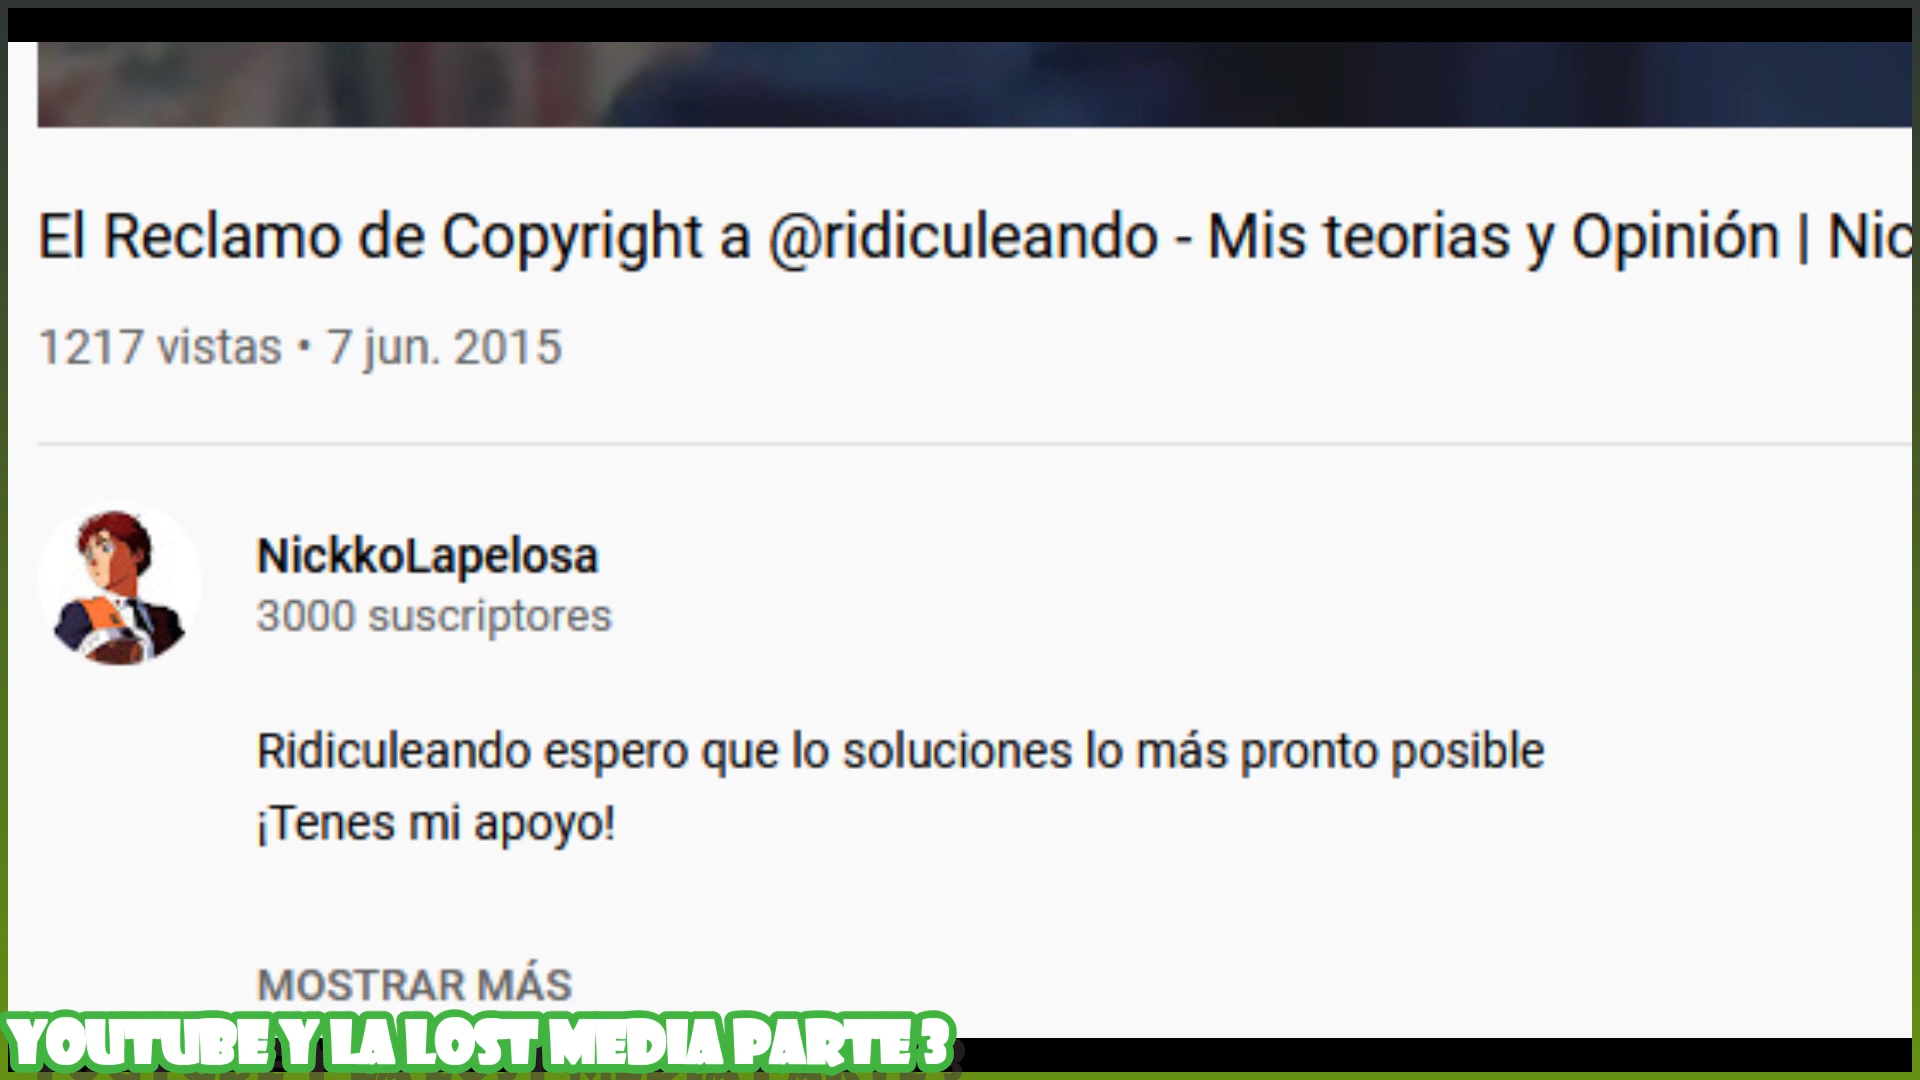 El Reclamo de Copyright a @ridiculeando - Mis teorias y Opinión | Nic
1217 vistas • 7 jun. 2015
NickkoLapelosa
3000 suscriptores
Ridiculeando espero que lo soluciones lo más pronto posible
¡Tenes mi apoyo!
MOSTRAR MÁS
YOUTUBE Y LA LOST MEDIA PARTE 3